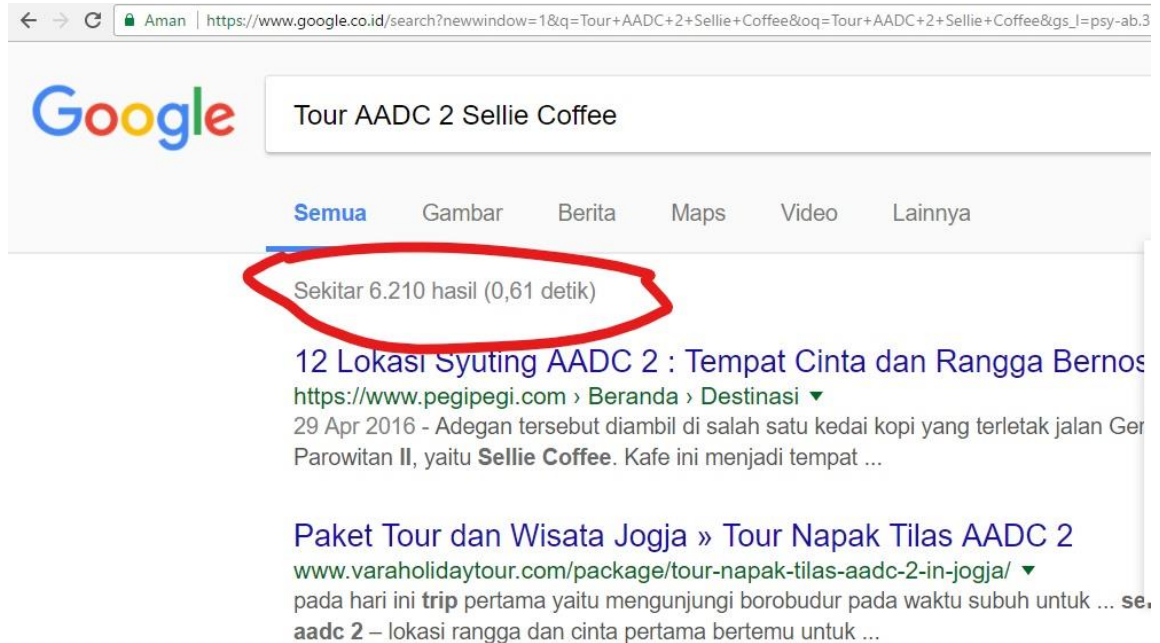 Aman | https://www.google.co.id/search?newwindow=1&q=Tour+AADC+2+Sellie+Coffee&oq=Tour+AADC+2+Sellie+Coffee&gs_l=psy-ab.3
Google
Tour AADC 2 Sellie Coffee
Semua Gambar Berita Maps Video Lainnya
Sekitar 6.210 hasil (0,61 detik)
12 Lokasi Syuting AADC 2 : Tempat Cinta dan Rangga Bernos
https://www.pegipegi.com › Beranda › Destinasi ▼
29 Apr 2016 - Adegan tersebut diambil di salah satu kedai kopi yang terletak jalan Ger
Parowitan II, yaitu Sellie Coffee. Kafe ini menjadi tempat ...
Paket Tour dan Wisata Jogja » Tour Napak Tilas AADC 2
www.varaholidaytour.com/package/tour-napak-tilas-aadc-2-in-jogja/ ▼
pada hari ini trip pertama yaitu mengunjungi borobudur pada waktu subuh untuk ... se.
aadc 2 – lokasi rangga dan cinta pertama bertemu untuk ...